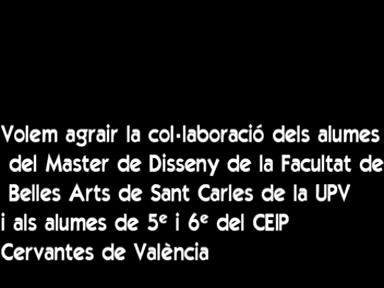 Volem agrair la col·laboració dels alumes
del Master de Disseny de la Facultat de
Belles Arts de Sant Carles de la UPV
i als alumes de 5e i 6e del CEIP
Cervantes de València